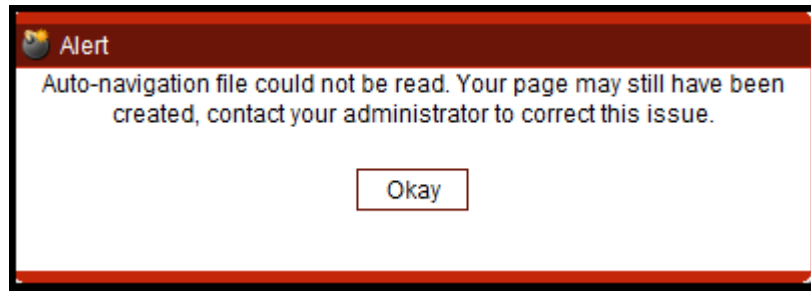 Alert
Auto-navigation file could not be read. Your page may still have been
created, contact your administrator to correct this issue.
Okay